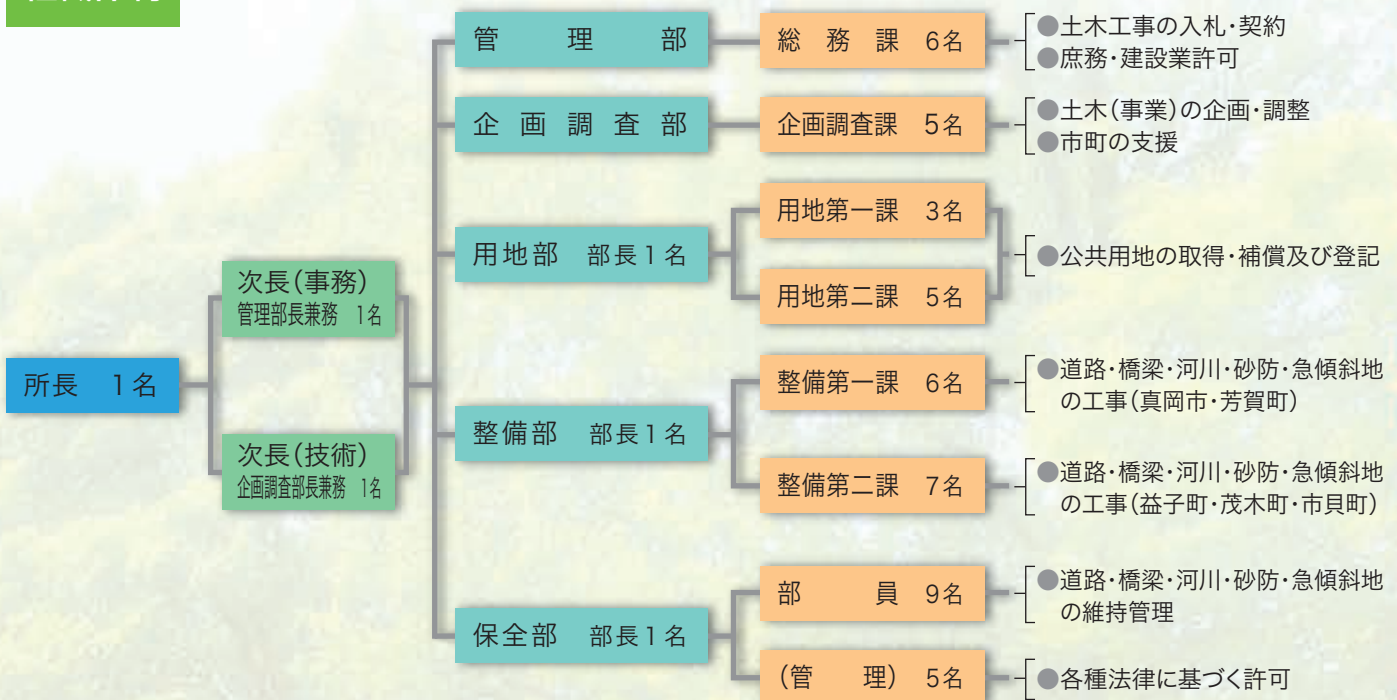 所長 1名
次長(事務)
管理部長兼務 1名
次長(技術)
企画調査部長兼務 1名
管理部
総務課 6名
●土木工事の入札・契約
●庶務・建設業許可
企画調査部
企画調査課 5名
●土木(事業)の企画・調整
●市町の支援
用地部 部長1名
用地第一課 3名
用地第二課 5名
●公共用地の取得・補償及び登記
整備部 部長1名
整備第一課 6名
●道路・橋梁・河川・砂防・急傾斜地
の工事(真岡市・芳賀町)
整備第二課 7名
●道路・橋梁・河川・砂防・急傾斜地
の工事(益子町・茂木町・市貝町)
保全部 部長1名
部員 9名
●道路・橋梁・河川・砂防・急傾斜地
の維持管理
(管理) 5名
●各種法律に基づく許可